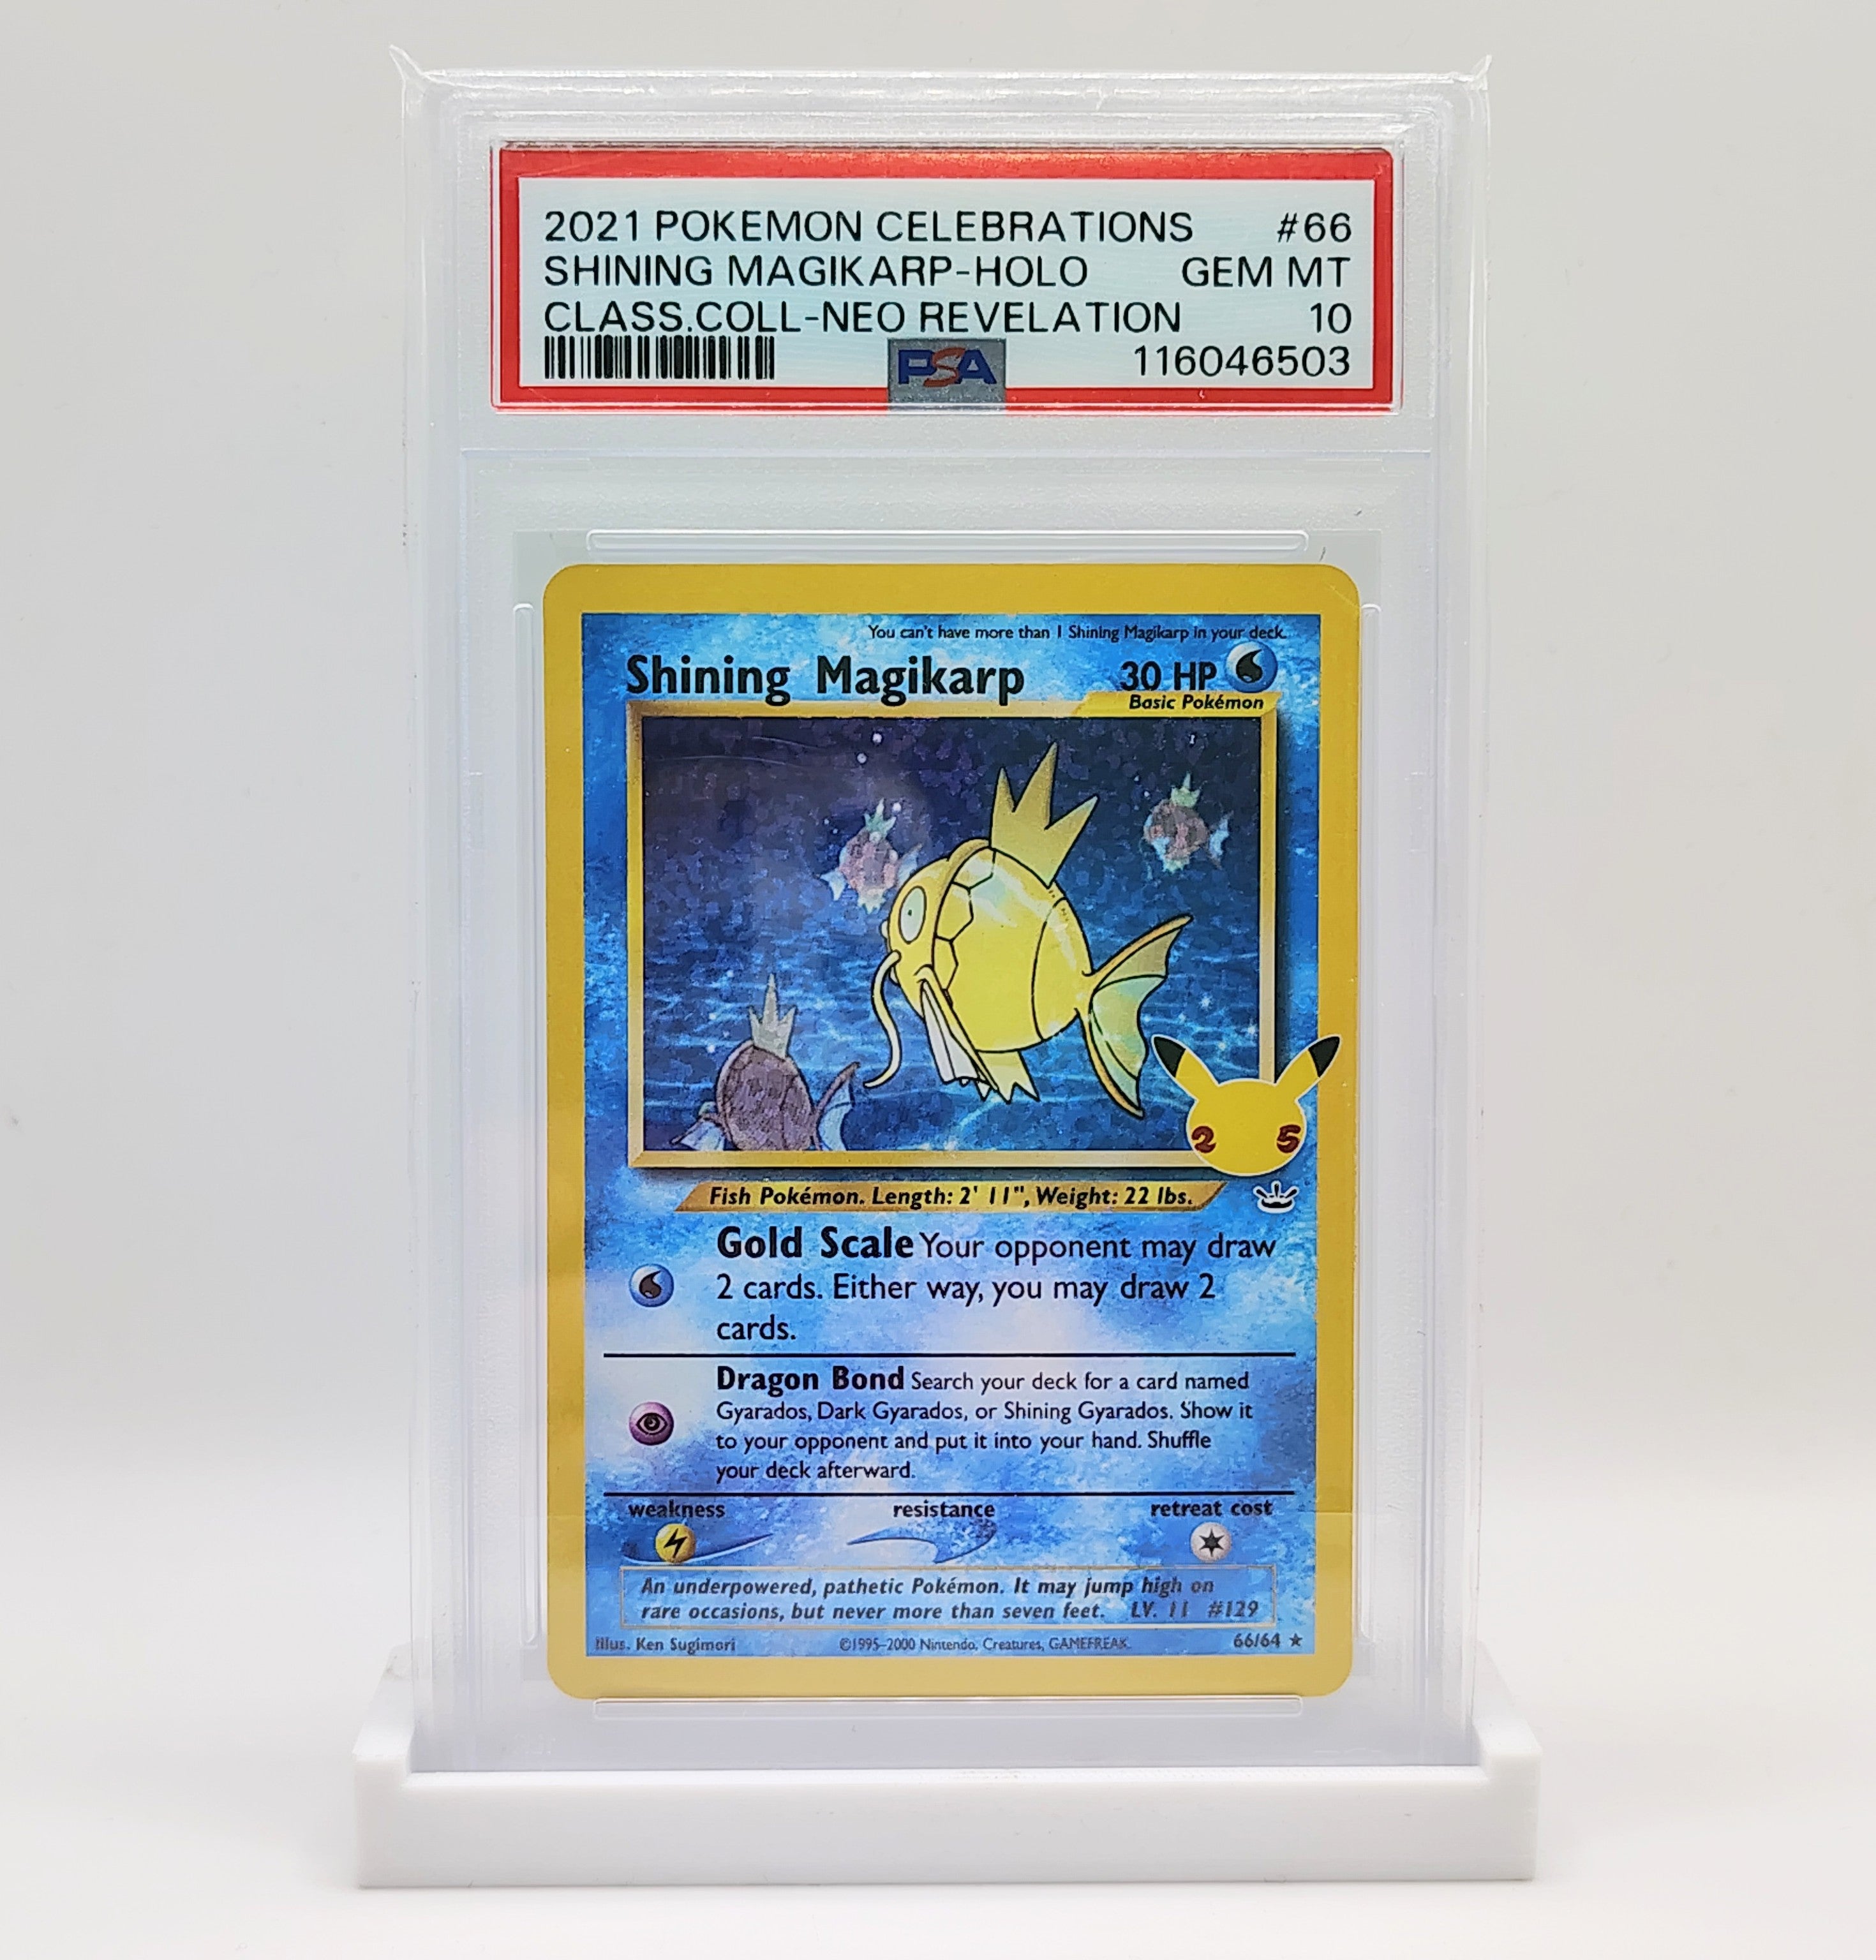 2021 POKEMON CELEBRATIONS #66
SHINING MAGIKARP-HOLO GEM MT
CLASS.COLL-NEO REVELATION 10
PSA 116046503
You can't have more than 1 Shining Magikarp in your deck.
Shining Magikarp 30 HP
Basic Pokémon
2 5
Fish Pokémon. Length: 2' 11", Weight: 22 lbs.
Gold Scale Your opponent may draw
2 cards. Either way, you may draw 2
cards.
Dragon Bond Search your deck for a card named
Gyarados, Dark Gyarados, or Shining Gyarados. Show it
to your opponent and put it into your hand. Shuffle
your deck afterward.
weakness resistance retreat cost
An underpowered, pathetic Pokémon. It may jump high on
rare occasions, but never more than seven feet. LV. 11 #129
Illus. Ken Sugimori ©1995-2000 Nintendo, Creatures, GAMEFREAK. 66/64 ★